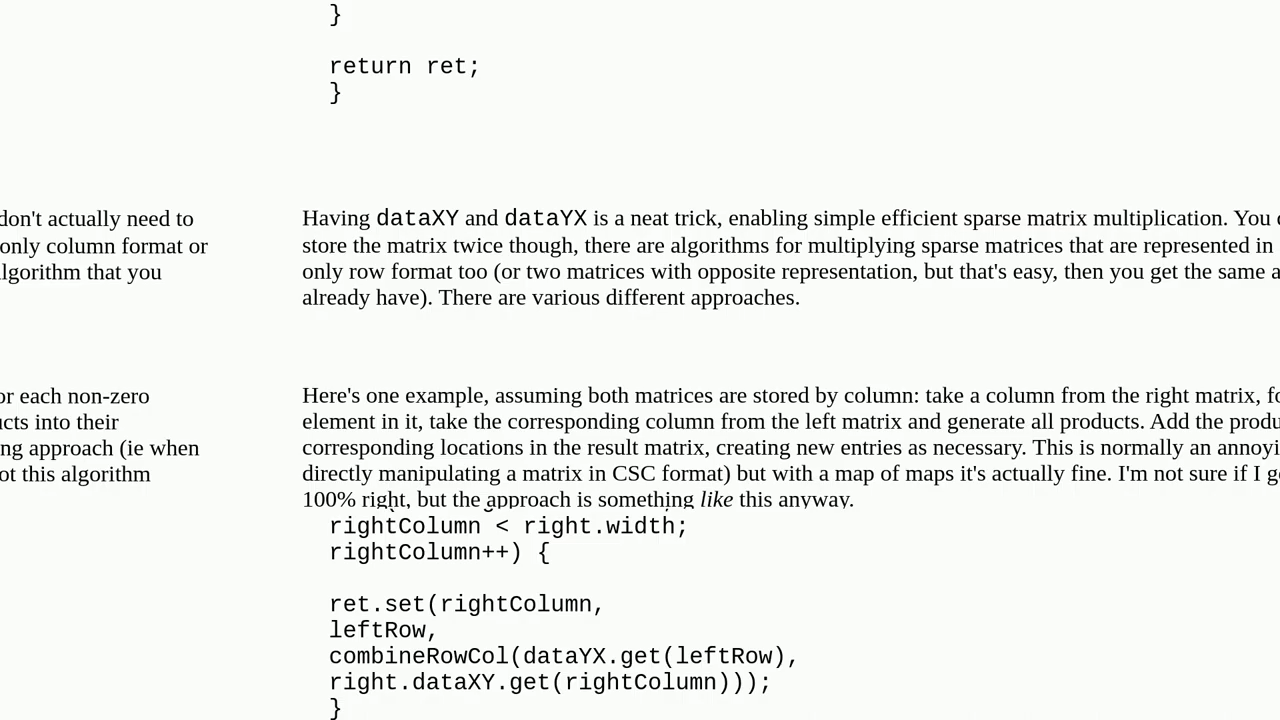 }
return ret;
}
don't actually need to
only column format or
lgorithm that you
Having dataXY and dataYX is a neat trick, enabling simple efficient sparse matrix multiplication. You
store the matrix twice though, there are algorithms for multiplying sparse matrices that are represented in
only row format too (or two matrices with opposite representation, but that's easy, then you get the same a
already have). There are various different approaches.
or each non-zero
ucts into their
ng approach (ie when
ot this algorithm
Here's one example, assuming both matrices are stored by column: take a column from the right matrix, fo
element in it, take the corresponding column from the left matrix and generate all products. Add the produ
corresponding locations in the result matrix, creating new entries as necessary. This is normally an annoyi
directly manipulating a matrix in CSC format) but with a map of maps it's actually fine. I'm not sure if I go
100% right, but the approach is something like this anyway.
rightColumn < right.width;
rightColumn++) {
ret.set(rightColumn,
leftRow,
combineRowCol(dataYX.get(leftRow),
right.dataXY.get(rightColumn)));
}